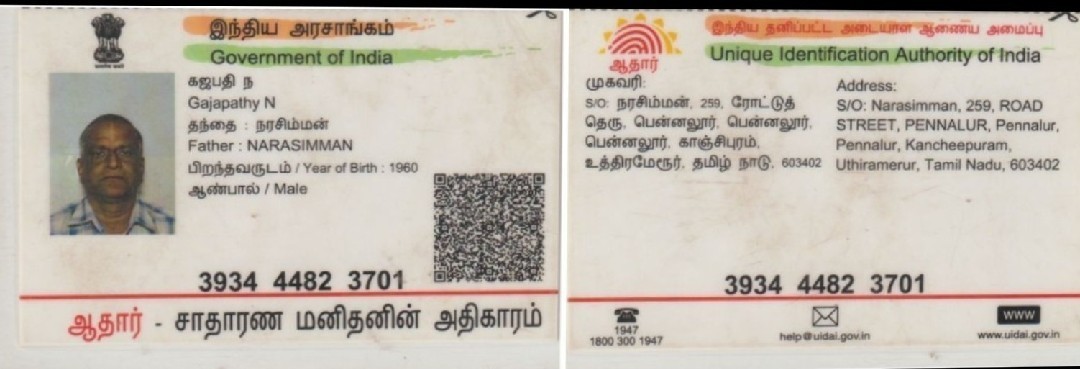 இந்திய அரசாங்கம்
Government of India
கஜபதி ந
Gajapathy N
தந்தை : நரசிம்மன்
Father : NARASIMMAN
பிறந்தவருடம் / Year of Birth : 1960
ஆண்பால் / Male
3934 4482 3701
ஆதார் - சாதாரண மனிதனின் அதிகாரம்
இந்திய தனிப்பட்ட அடையாள ஆணைய அமைப்பு
Unique Identification Authority of India
ஆதார்
முகவரி:
S/O: நரசிம்மன், 259, ரோட்டுத்
தெரு, பென்னலூர், பென்னலூர்,
பென்னலூர், காஞ்சிபுரம்,
உத்திரமேரூர், தமிழ் நாடு, 603402
Address:
S/O: Narasimman, 259, ROAD
STREET, PENNALUR, Pennalur,
Pennalur, Kancheepuram,
Uthiramerur, Tamil Nadu, 603402
3934 4482 3701
1947
1800 300 1947
help@uidai.gov.in
WWW
www.uidai.gov.in